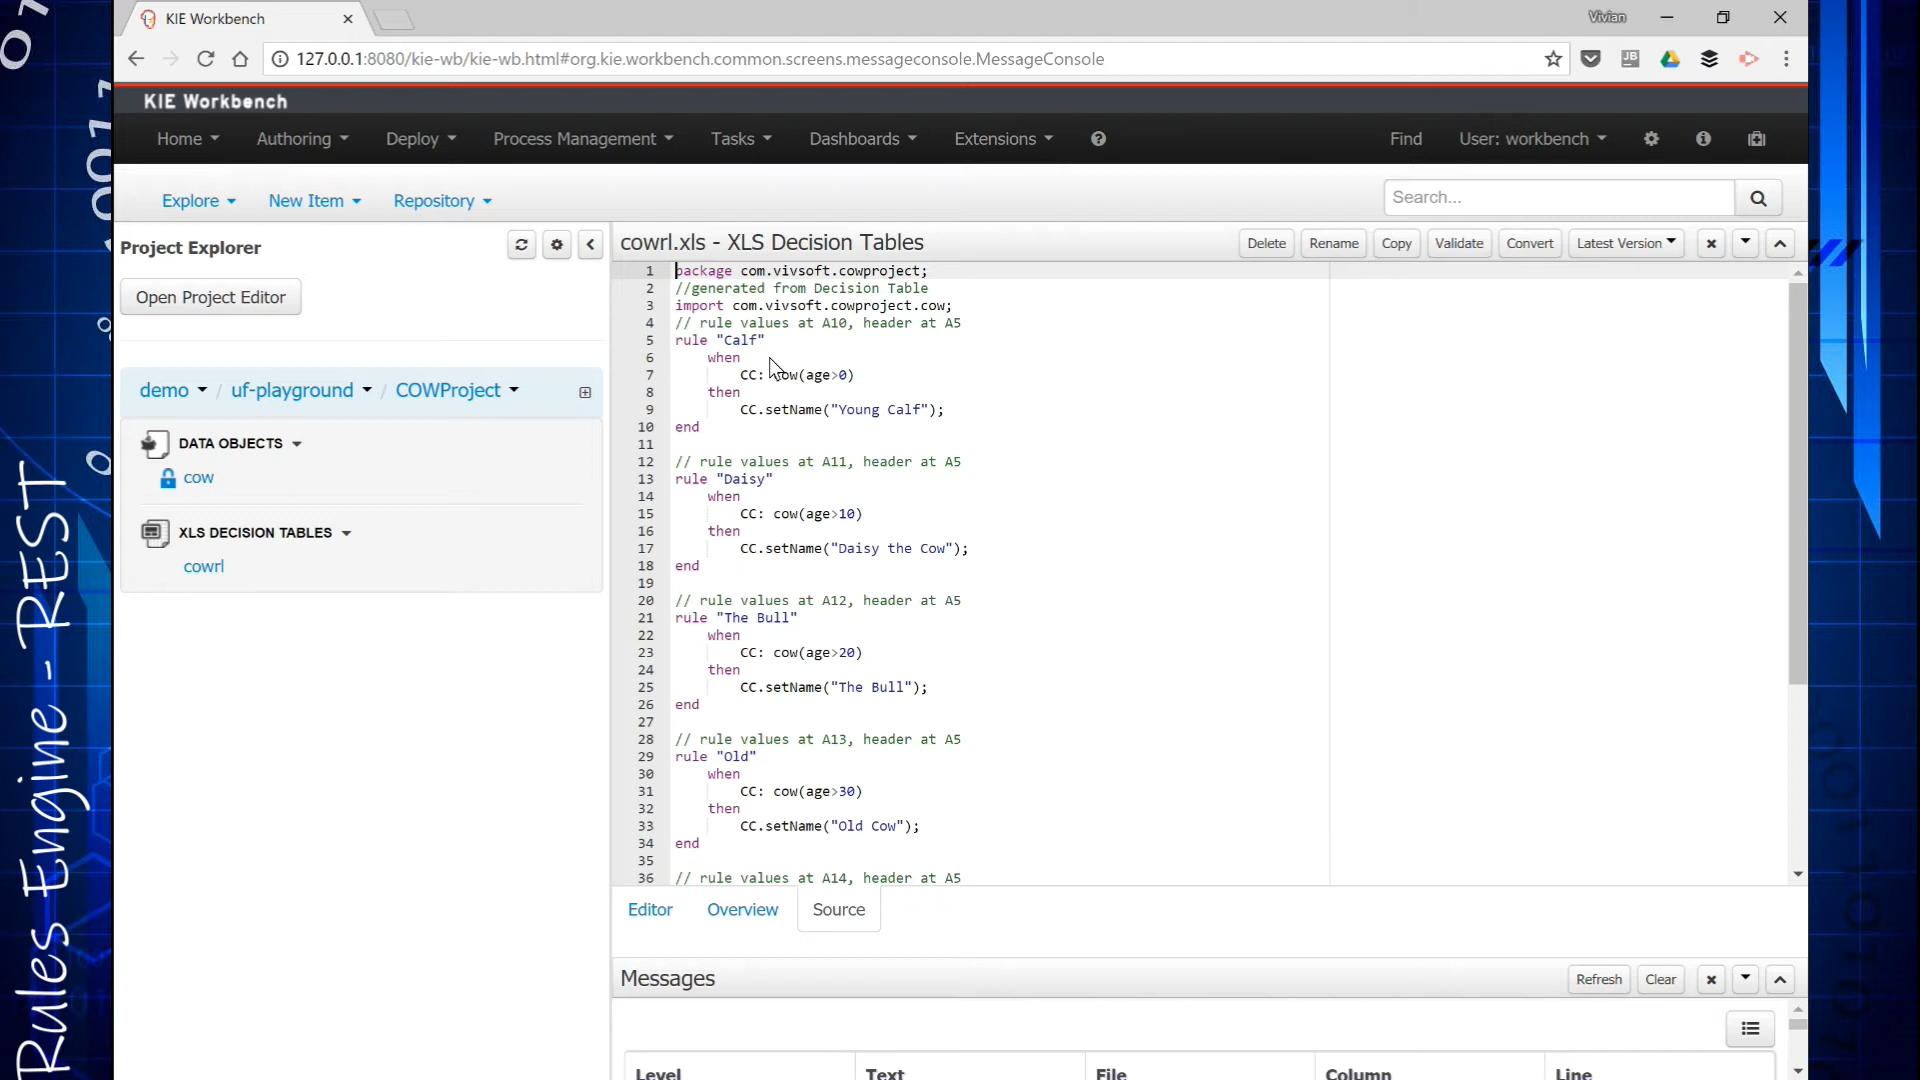 KIE Workbench
Vivian
127.0.0.1:8080/kie-wb/kie-wb.html#org.kie.workbench.common.screens.messageconsole.MessageConsole
KIE Workbench
Home Authoring Deploy Process Management Tasks Dashboards Extensions Find User: workbench
Explore New Item Repository Search...
Project Explorer
Open Project Editor
demo / uf-playground / COWProject
DATA OBJECTS
cow
XLS DECISION TABLES
cowrl
cowrl.xls - XLS Decision Tables Delete Rename Copy Validate Convert Latest Version
1 package com.vivsoft.cowproject;
2 //generated from Decision Table
3 import com.vivsoft.cowproject.cow;
4 // rule values at A10, header at A5
5 rule "Calf"
6 when
7 CC: cow(age>0)
8 then
9 CC.setName("Young Calf");
10 end
11
12 // rule values at A11, header at A5
13 rule "Daisy"
14 when
15 CC: cow(age>10)
16 then
17 CC.setName("Daisy the Cow");
18 end
19
20 // rule values at A12, header at A5
21 rule "The Bull"
22 when
23 CC: cow(age>20)
24 then
25 CC.setName("The Bull");
26 end
27
28 // rule values at A13, header at A5
29 rule "Old"
30 when
31 CC: cow(age>30)
32 then
33 CC.setName("Old Cow");
34 end
35
36 // rule values at A14, header at A5
Editor Overview Source
Messages Refresh Clear
Level Text File Column Line
Rules Engine - REST